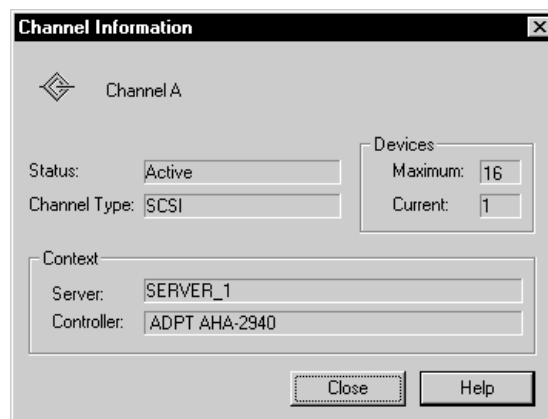 Channel Information
Channel A
Devices
Status: Active
Maximum: 16
Channel Type: SCSI
Current: 1
Context
Server: SERVER_1
Controller: ADPT AHA-2940
Close
Help